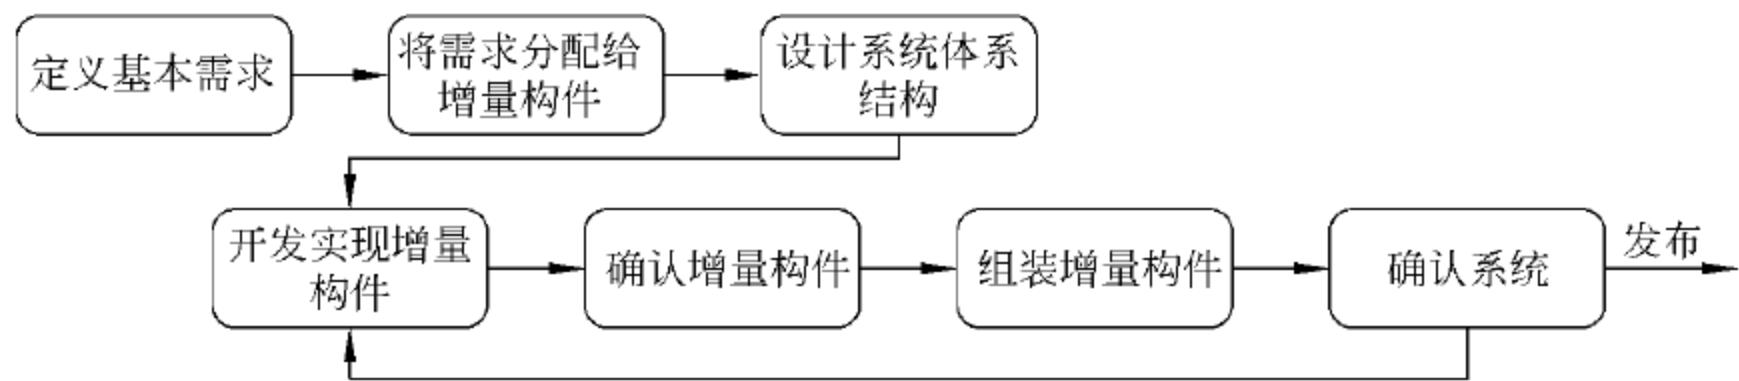 定义基本需求
将需求分配给
增量构件
设计系统体系
结构
开发实现增量
构件
确认增量构件
组装增量构件
确认系统
发布